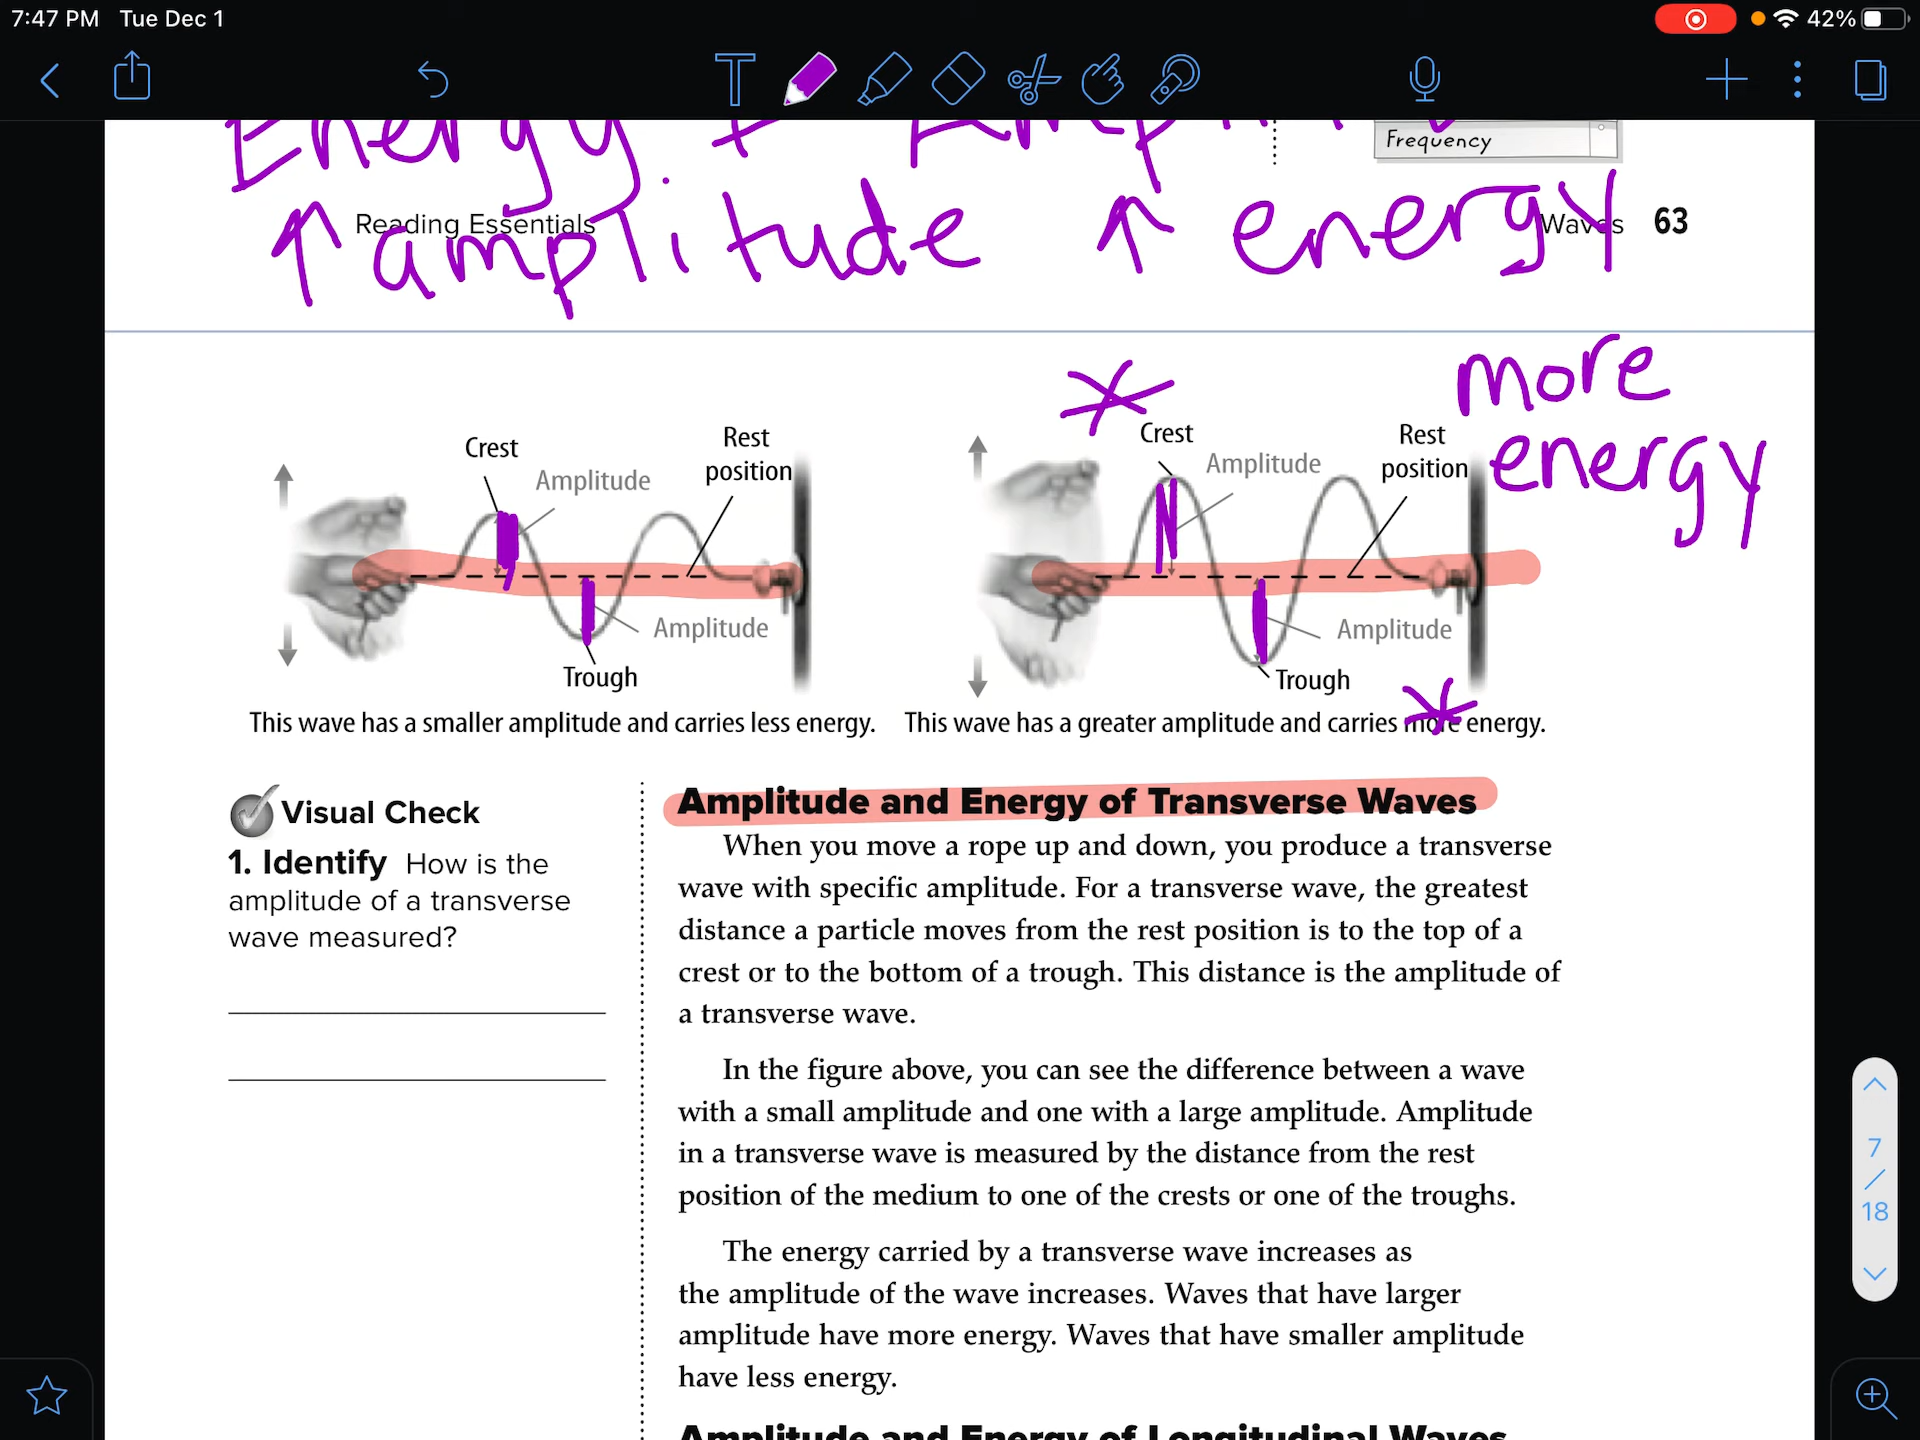 7:47 PM Tue Dec 1
42%
Energy
Frequency
Reading Essentials
Waves 63
↑ amplitude ↑ energy
more
energy
Crest
Amplitude
Rest
position
Amplitude
Trough
This wave has a smaller amplitude and carries less energy.
Crest
Amplitude
Rest
position
Amplitude
Trough
This wave has a greater amplitude and carries more energy.
Visual Check
1. Identify How is the
amplitude of a transverse
wave measured?
Amplitude and Energy of Transverse Waves
When you move a rope up and down, you produce a transverse
wave with specific amplitude. For a transverse wave, the greatest
distance a particle moves from the rest position is to the top of a
crest or to the bottom of a trough. This distance is the amplitude of
a transverse wave.
In the figure above, you can see the difference between a wave
with a small amplitude and one with a large amplitude. Amplitude
in a transverse wave is measured by the distance from the rest
position of the medium to one of the crests or one of the troughs.
The energy carried by a transverse wave increases as
the amplitude of the wave increases. Waves that have larger
amplitude have more energy. Waves that have smaller amplitude
have less energy.
Amplitude and Energy of Longitudinal Waves
7
/
18